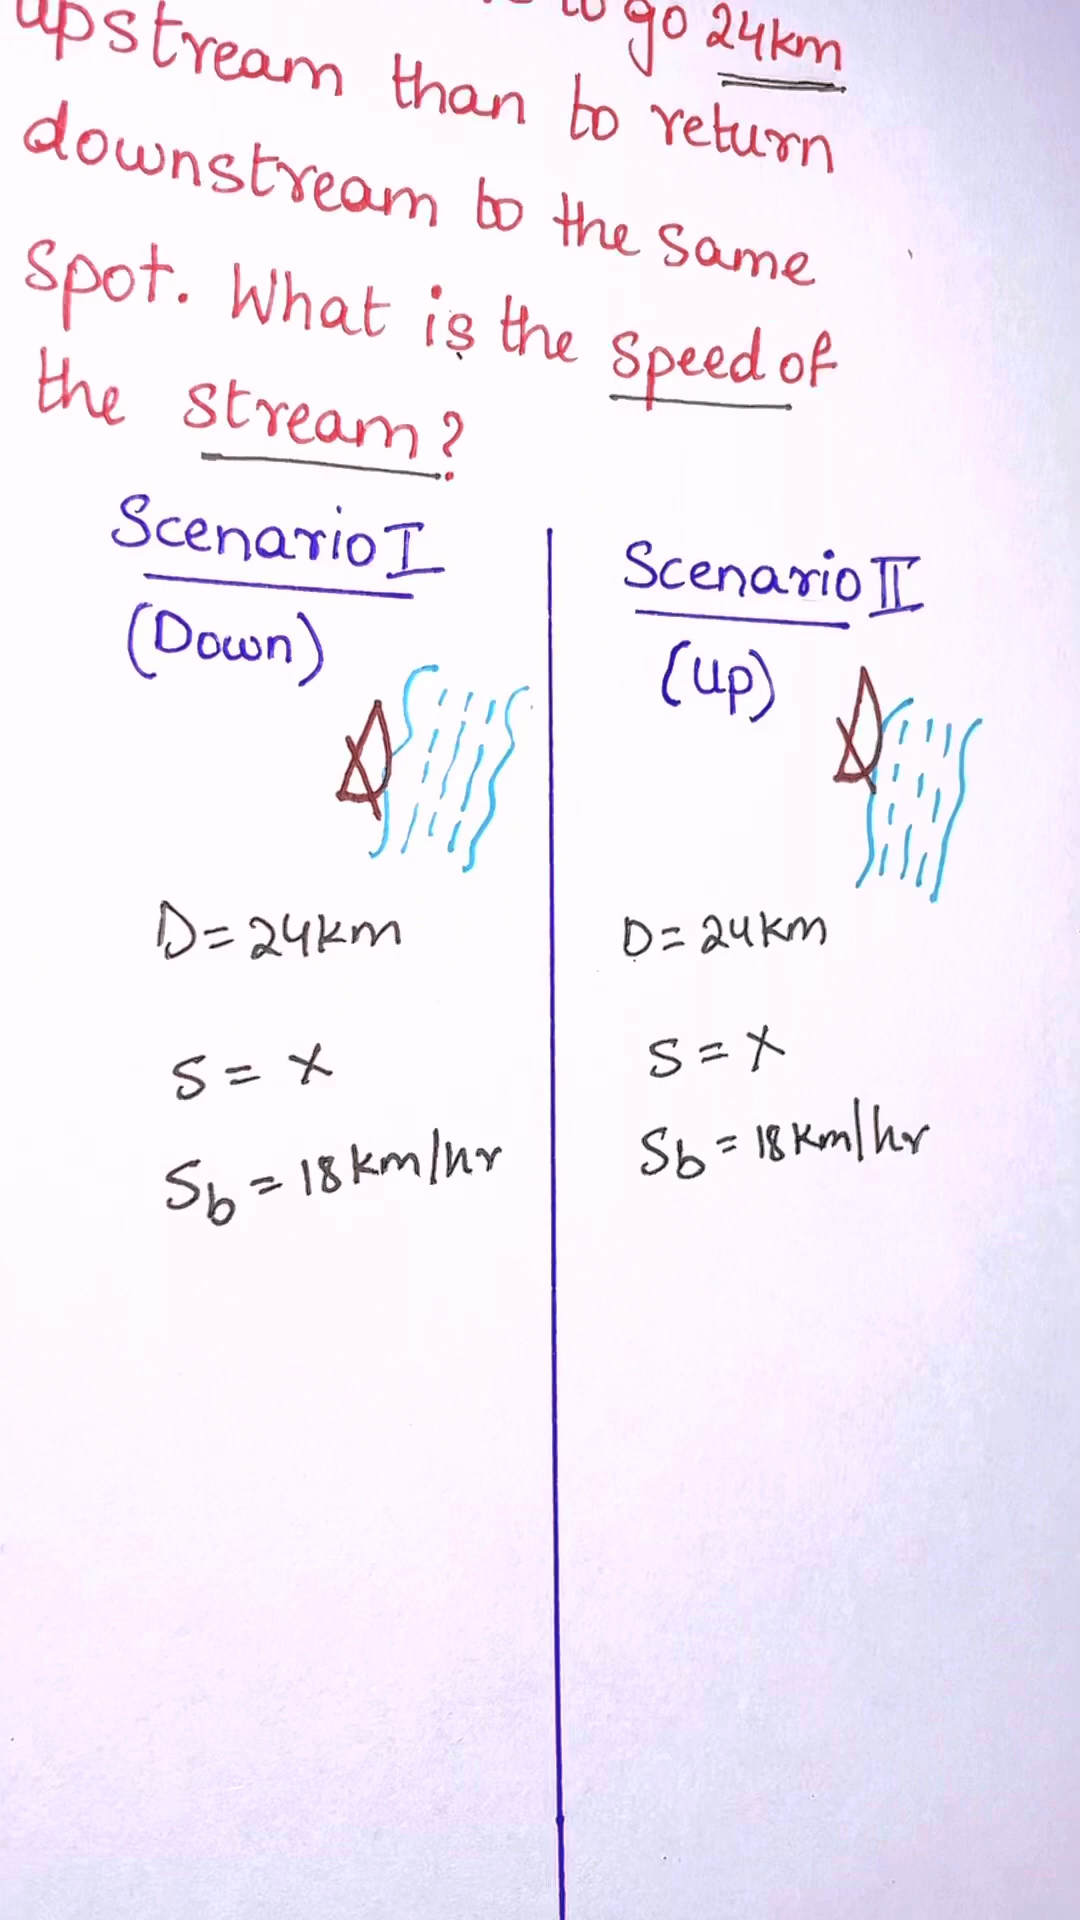 to go 24km
upstream than to return
downstream to the same
spot. What is the speed of
the stream?
Scenario I
(Down)
D = 24km
S = x
Sb = 18km/hr
Scenario II
(up)
D = 24km
S = x
Sb = 18km/hr